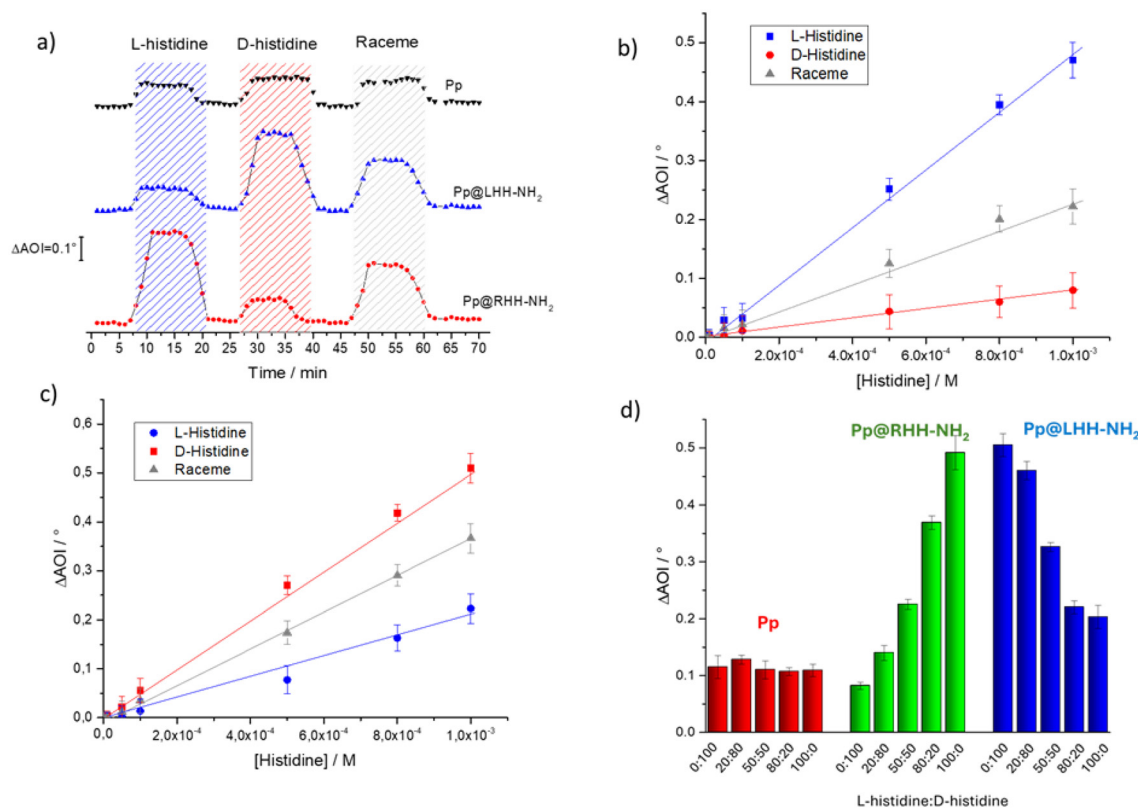 a)
L-histidine D-histidine Raceme
Pp
Pp@LHH-NH₂
ΔAOI=0.1°
Pp@RHH-NH₂
0 5 10 15 20 25 30 35 40 45 50 55 60 65 70
Time / min
b)
L-Histidine
D-Histidine
Raceme
0.5
0.4
0.3
0.2
0.1
0.0
ΔAOI / °
2.0x10⁻⁴ 4.0x10⁻⁴ 6.0x10⁻⁴ 8.0x10⁻⁴ 1.0x10⁻³
[Histidine] / M
c)
L-Histidine
D-Histidine
Raceme
0,6
0,5
0,4
0,3
0,2
0,1
0,0
ΔAOI / °
2,0x10⁻⁴ 4,0x10⁻⁴ 6,0x10⁻⁴ 8,0x10⁻⁴ 1,0x10⁻³
[Histidine] / M
d)
Pp@RHH-NH₂ Pp@LHH-NH₂
Pp
0.5
0.4
0.3
0.2
0.1
0.0
ΔAOI / °
0:100 20:80 50:50 80:20 100:0 0:100 20:80 50:50 80:20 100:0 0:100 20:80 50:50 80:20 100:0
L-histidine:D-histidine